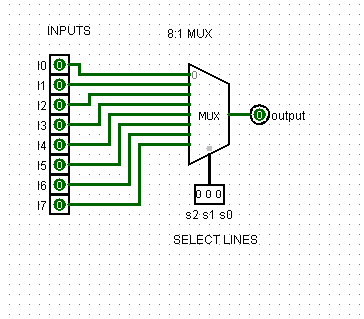 INPUTS
8:1 MUX
I0 0
0
I1 0
I2 0
I3 0
MUX
0 output
I4 0
I5 0
I6 0
0 0 0
I7 0
s2 s1 s0
SELECT LINES